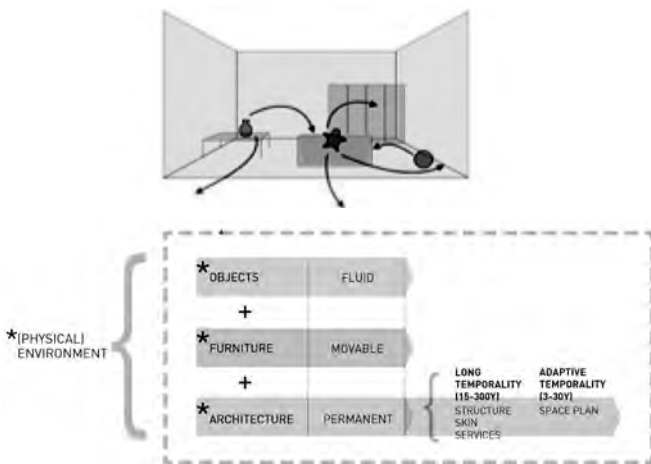 *OBJECTS FLUID
+
*FURNITURE MOVABLE
+
*ARCHITECTURE PERMANENT
*(PHYSICAL)
ENVIRONMENT
LONG
TEMPORALITY
(15-300Y)
STRUCTURE
SKIN
SERVICES
ADAPTIVE
TEMPORALITY
(3-30Y)
SPACE PLAN